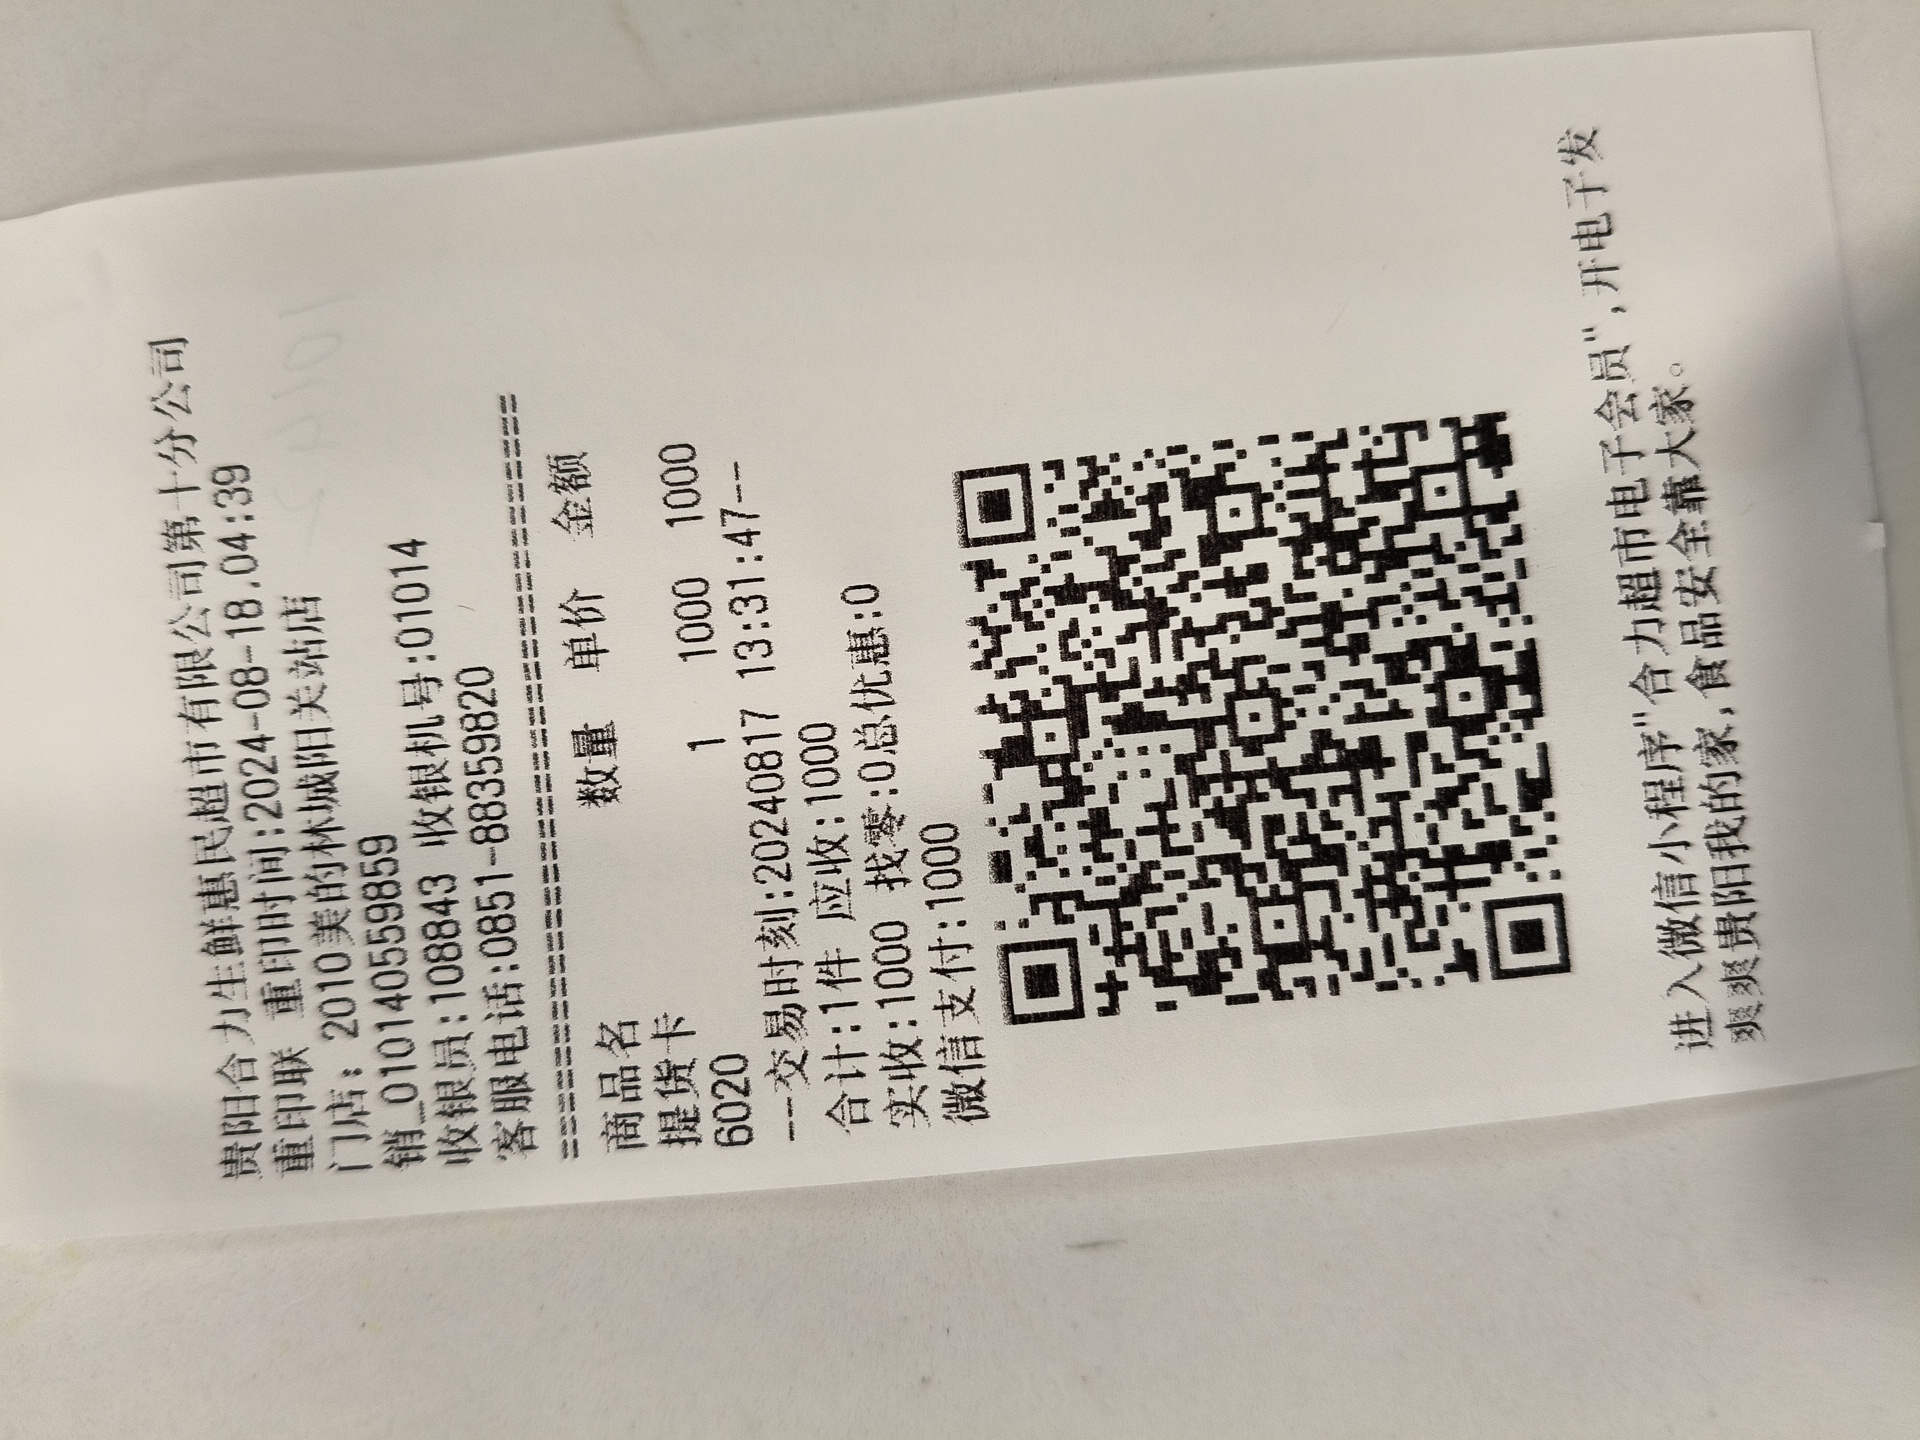 贵阳合力生鲜惠民超市有限公司第十分公司
重印联 重印时间:2024-08-18.04:39
门店: 2010美的林城阳关站店
销_010140559859
收银员:108843 收银机号:01014
客服电话:0851-88359820
========================================
商品名 数量 单价 金额
提货卡
6020 1 1000 1000
--交易时刻:20240817 13:31:47--
合计:1件 应收:1000
实收:1000 找零:0总优惠:0
微信支付:1000
进入微信小程序"合力超市电子会员",开电子发
爽爽贵阳我的家,食品安全靠大家。